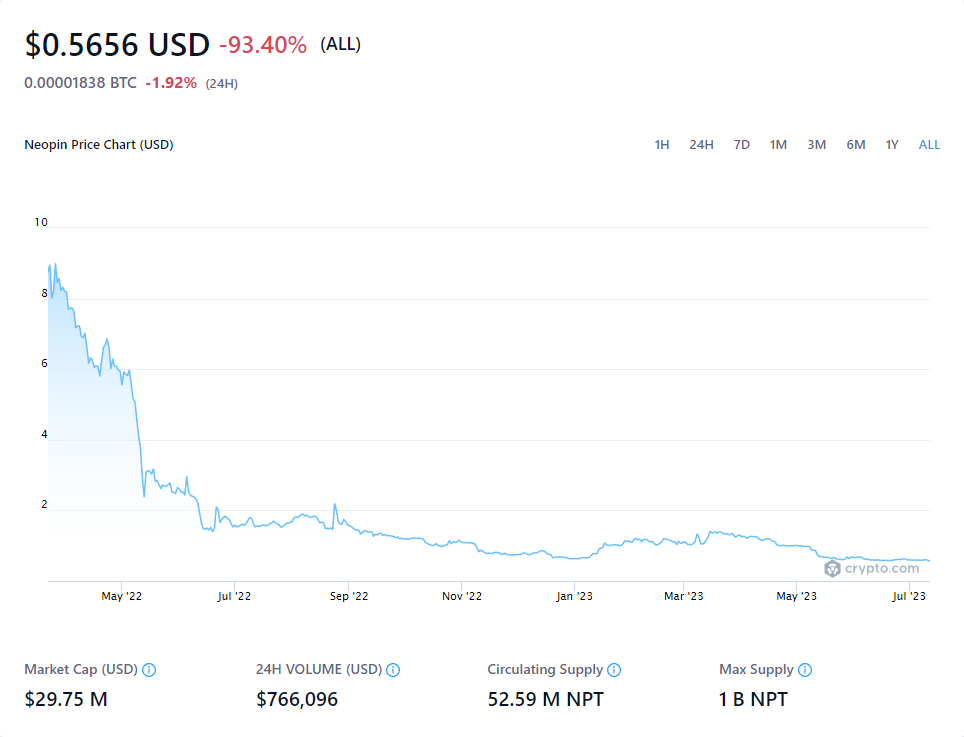 $0.5656 USD -93.40% (ALL)
0.00001838 BTC -1.92% (24H)
Neopin Price Chart (USD) 1H 24H 7D 1M 3M 6M 1Y ALL
10
8
6
4
2
crypto.com
May '22 Jul '22 Sep '22 Nov '22 Jan '23 Mar '23 May '23 Jul '23
Market Cap (USD) 24H VOLUME (USD) Circulating Supply Max Supply
$29.75 M $766,096 52.59 M NPT 1 B NPT